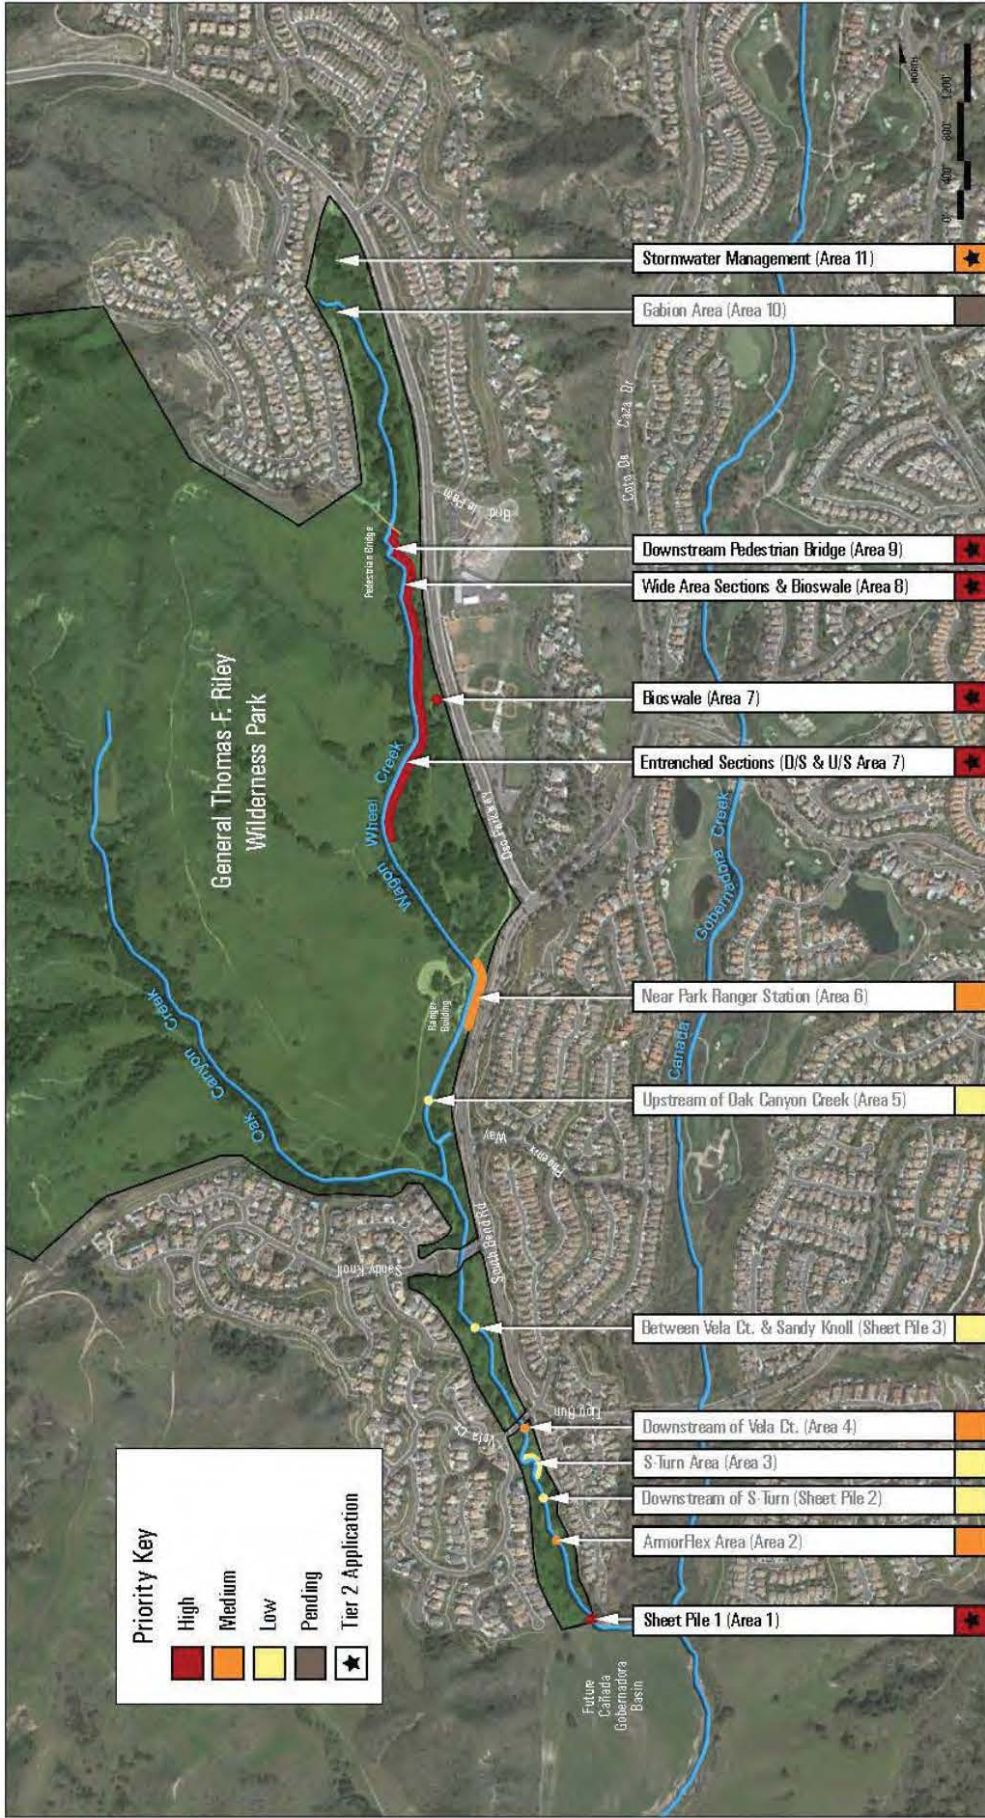 General Thomas F. Riley
Wilderness Park
Oak Canyon Creek
Wagon Wheel Creek
Pedestrian Bridge
Ranger
Building
Coto De Caza Dr
Oso Parkway
Phoenix Way
South Bend Rd
Sandy Knoll
Vela Ct.
Canada Gobernadora Creek
Future
Cañada
Gobernadora
Basin
NORTH
0' 400' 800' 1200'
Priority Key
High
Medium
Low
Pending
Tier 2 Application
Stormwater Management (Area 11)
Gabion Area (Area 10)
Downstream Pedestrian Bridge (Area 9)
Wide Area Sections & Bioswale (Area 8)
Bioswale (Area 7)
Entrenched Sections (D/S & U/S Area 7)
Near Park Ranger Station (Area 6)
Upstream of Oak Canyon Creek (Area 5)
Between Vela Ct. & Sandy Knoll (Sheet Pile 3)
Downstream of Vela Ct. (Area 4)
S-Turn Area (Area 3)
Downstream of S-Turn (Sheet Pile 2)
ArmorFlex Area (Area 2)
Sheet Pile 1 (Area 1)